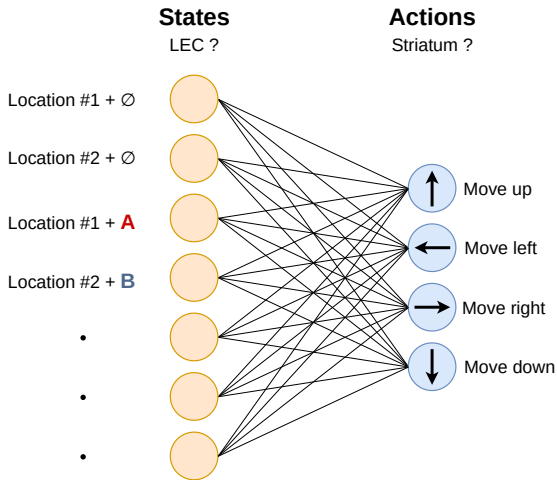 States
Actions
LEC ?
Striatum ?
Location #1 + ∅
Location #2 + ∅
Location #1 + A
Location #2 + B
•
•
•
Move up
Move left
Move right
Move down